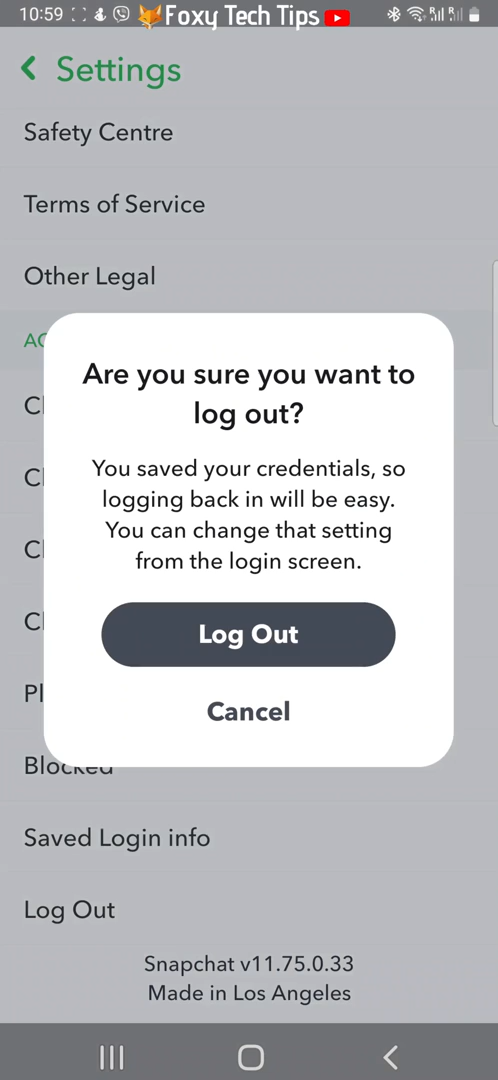 10:59 Foxy Tech Tips
Settings
Safety Centre
Terms of Service
Other Legal
AC
Are you sure you want to
log out?
You saved your credentials, so
logging back in will be easy.
You can change that setting
from the login screen.
Log Out
Cancel
Blocked
Saved Login info
Log Out
Snapchat v11.75.0.33
Made in Los Angeles